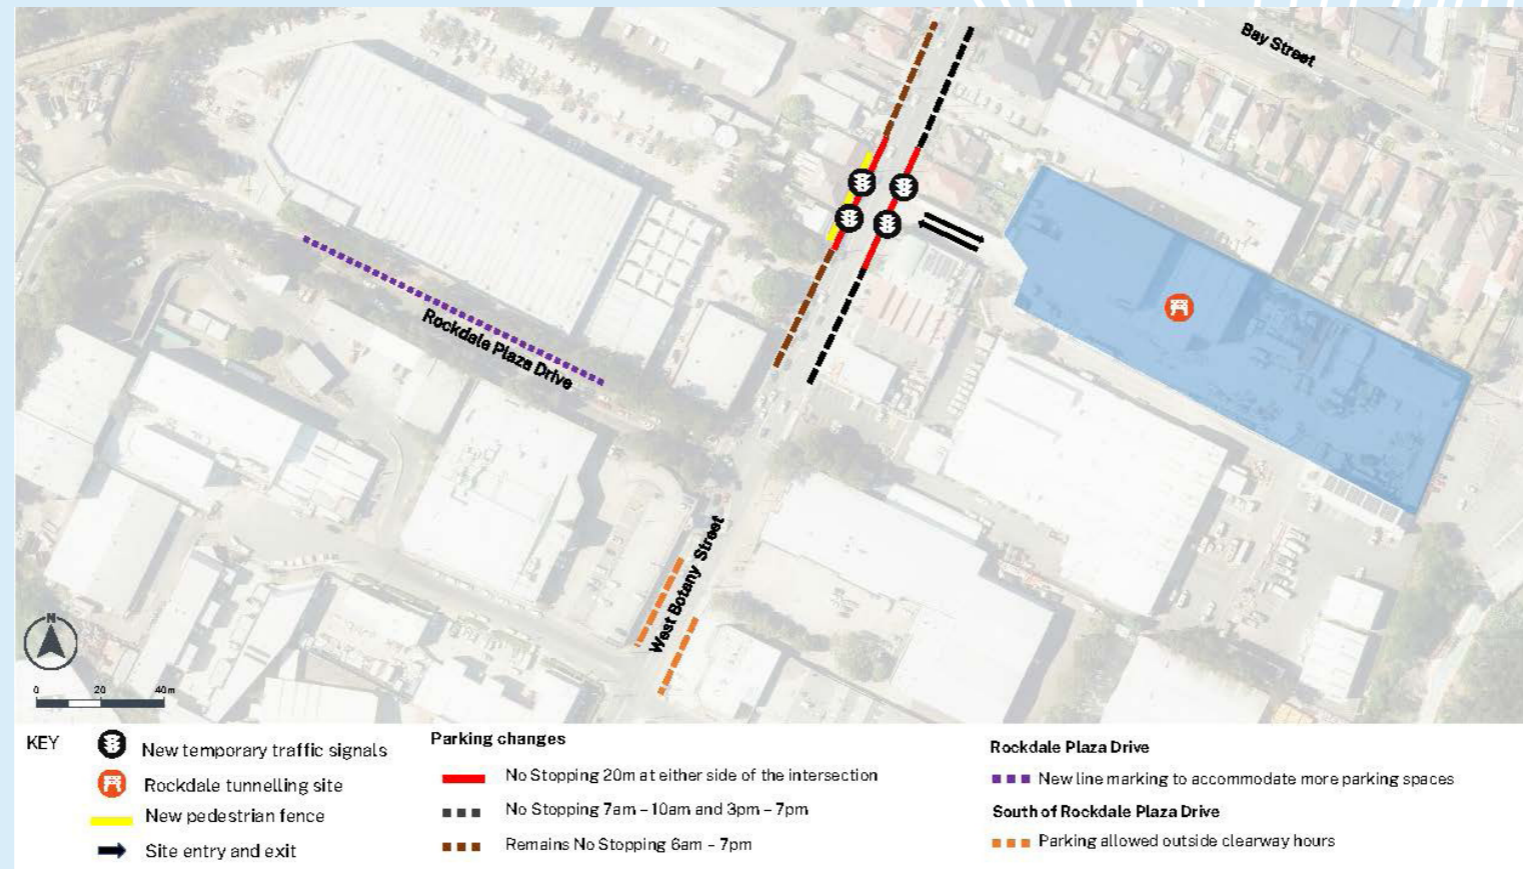 Bay Street
Rockdale Plaza Drive
West Botany Street
N
0 20 40m
KEY
New temporary traffic signals
Rockdale tunnelling site
New pedestrian fence
Site entry and exit
Parking changes
No Stopping 20m at either side of the intersection
No Stopping 7am – 10am and 3pm – 7pm
Remains No Stopping 6am – 7pm
Rockdale Plaza Drive
New line marking to accommodate more parking spaces
South of Rockdale Plaza Drive
Parking allowed outside clearway hours